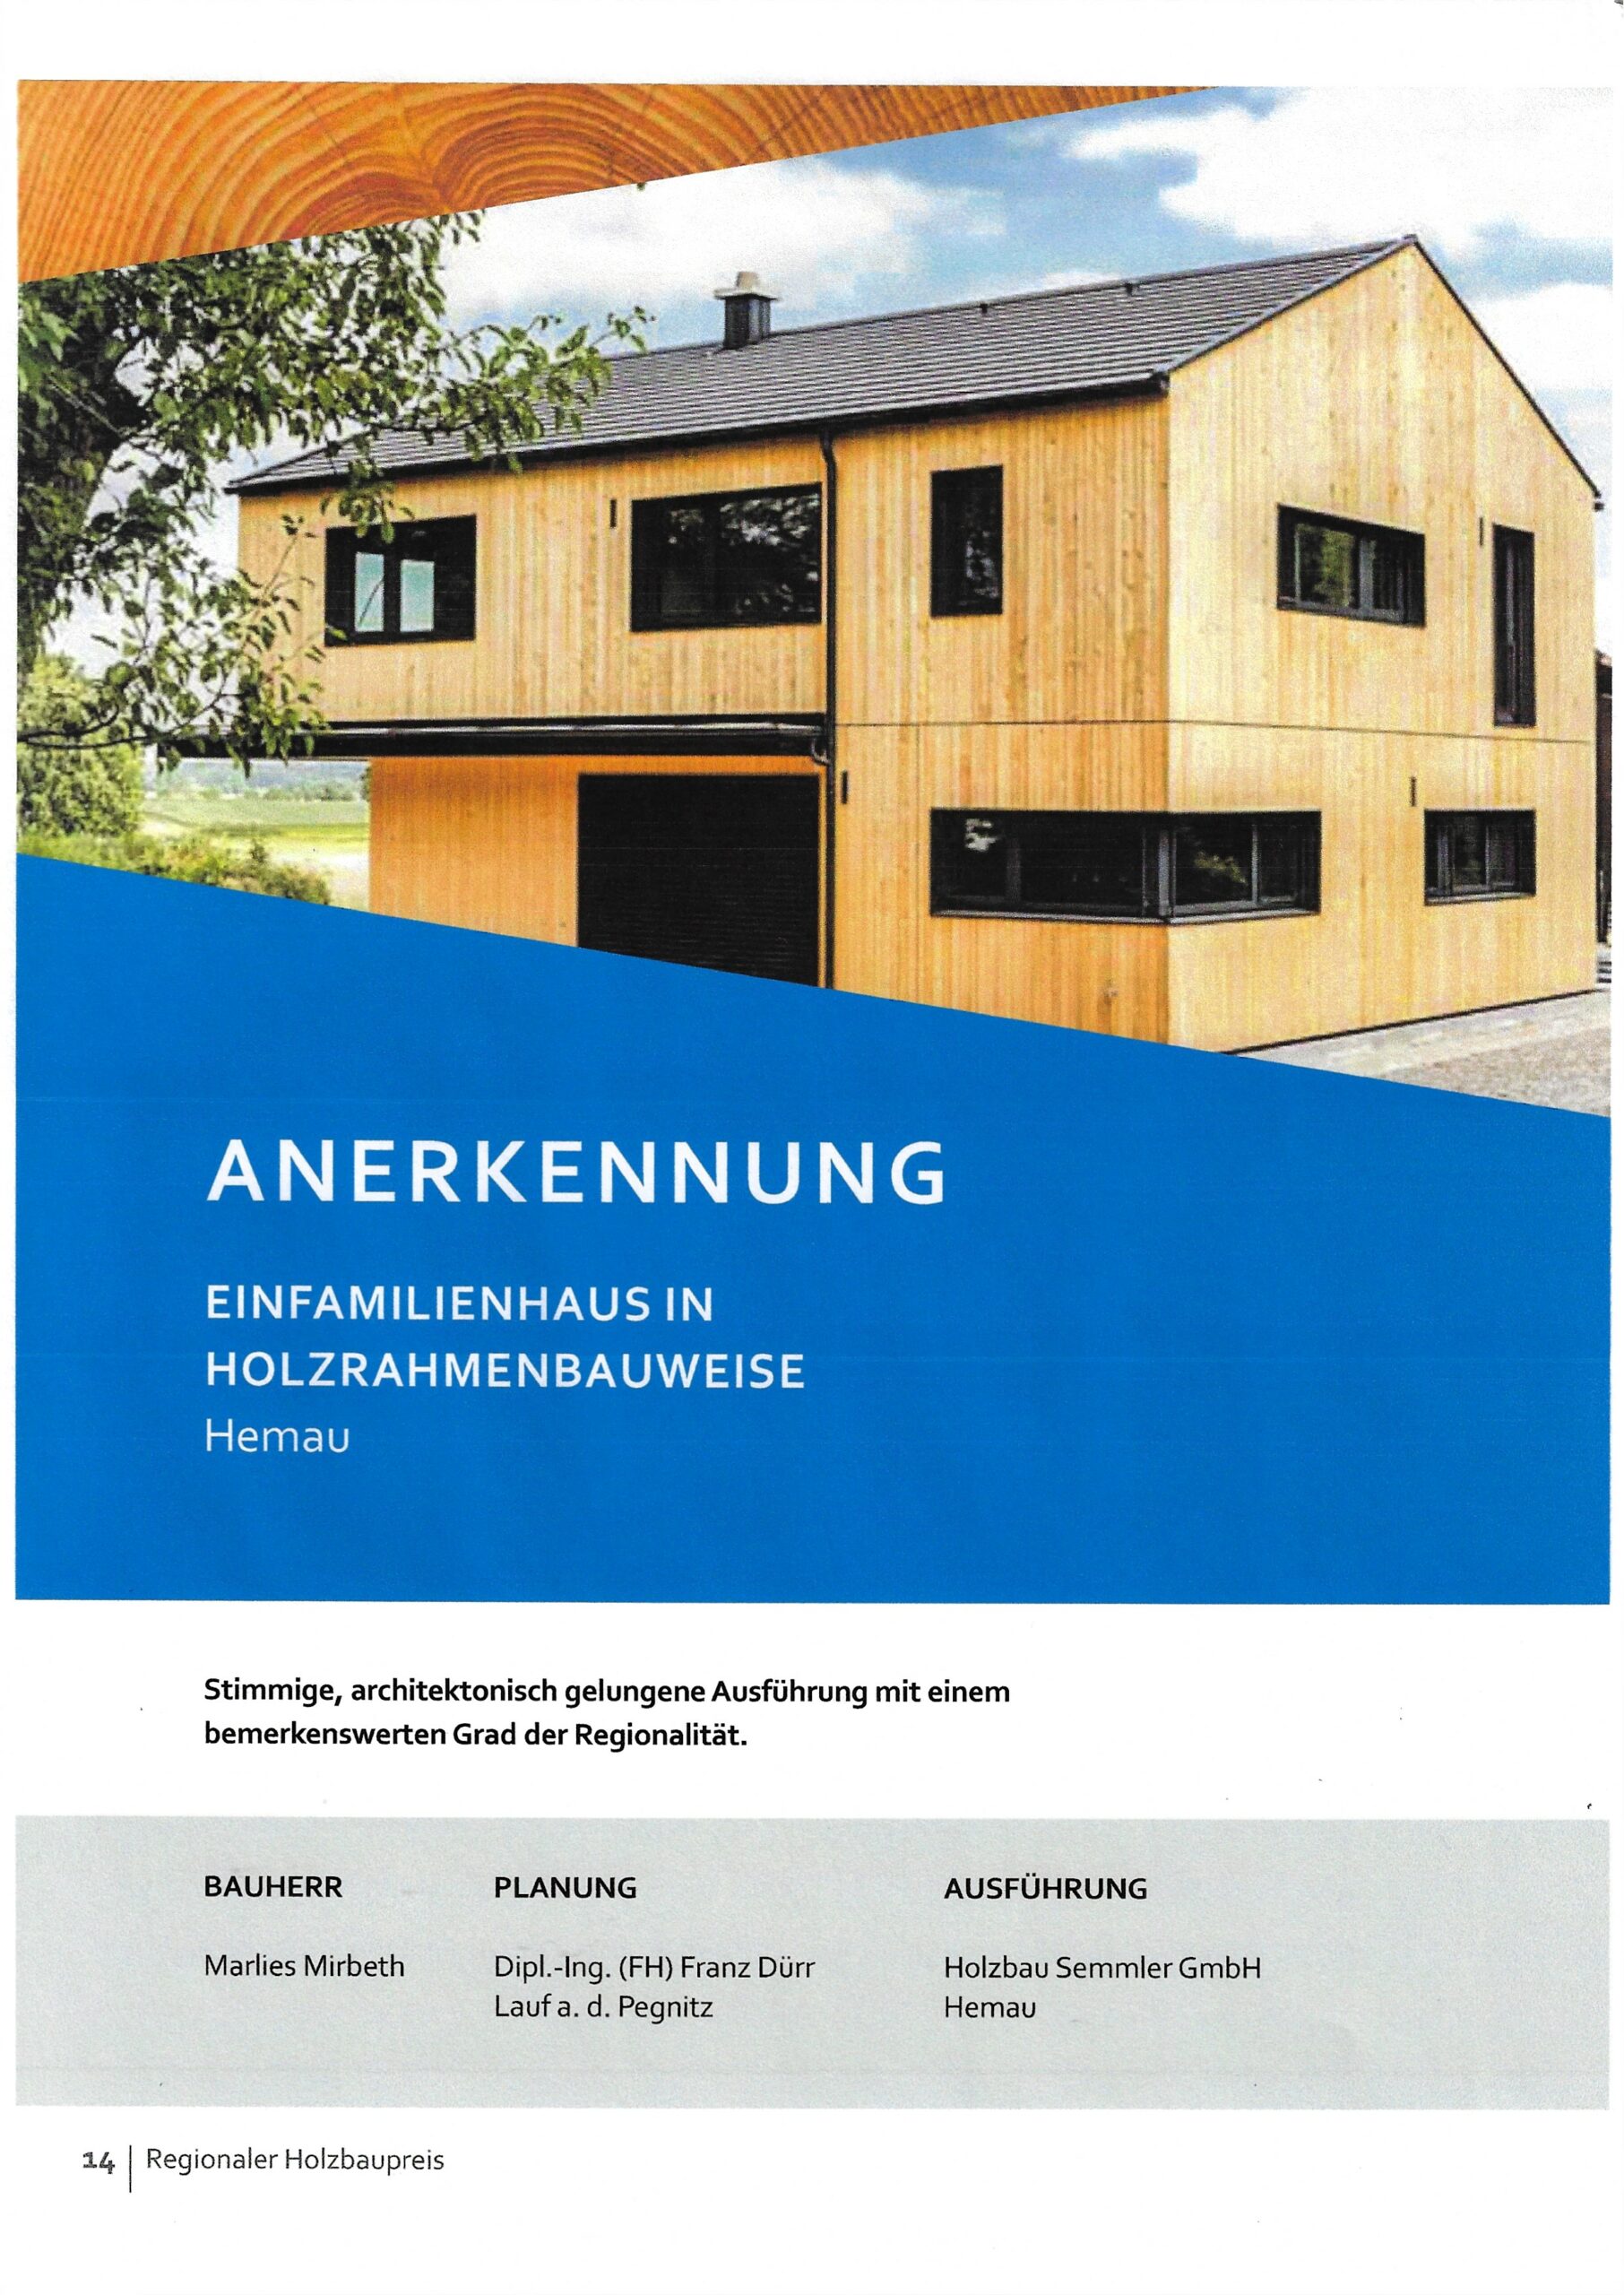 ANERKENNUNG
EINFAMILIENHAUS IN
HOLZRAHMENBAUWEISE
Hemau
Stimmige, architektonisch gelungene Ausführung mit einem
bemerkenswerten Grad der Regionalität.
BAUHERR
Marlies Mirbeth
PLANUNG
Dipl.-Ing. (FH) Franz Dürr
Lauf a. d. Pegnitz
AUSFÜHRUNG
Holzbau Semmler GmbH
Hemau
14 | Regionaler Holzbaupreis